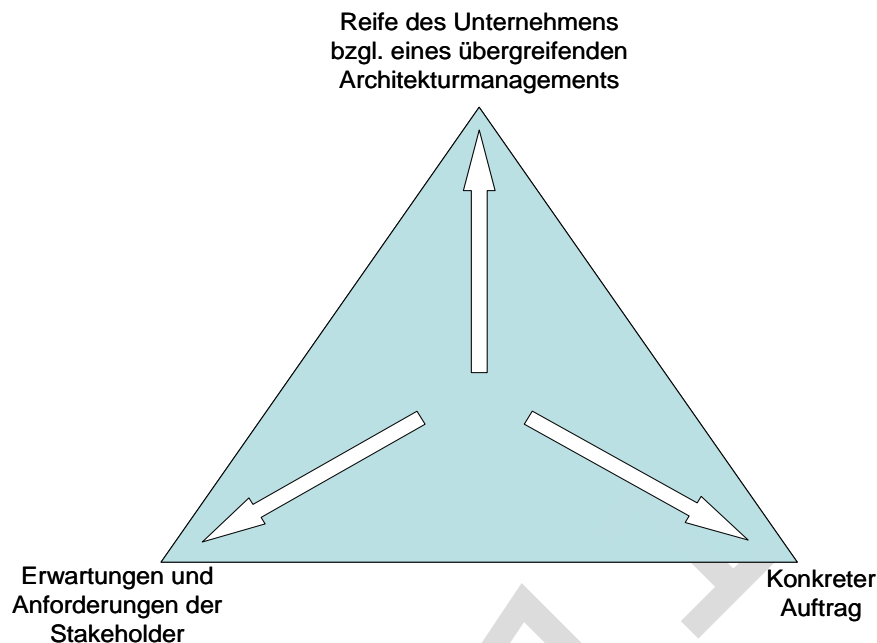 Reife des Unternehmens
bzgl. eines übergreifenden
Architekturmanagements
Erwartungen und
Anforderungen der
Stakeholder
Konkreter
Auftrag